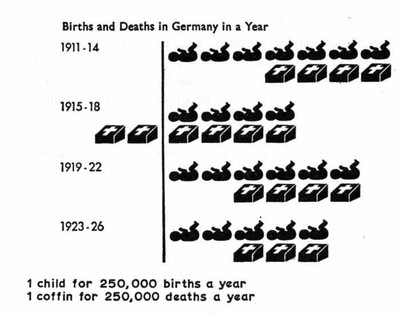 Births and Deaths in Germany in a Year
1911-14
1915-18
1919-22
1923-26
1 child for 250,000 births a year
1 coffin for 250,000 deaths a year